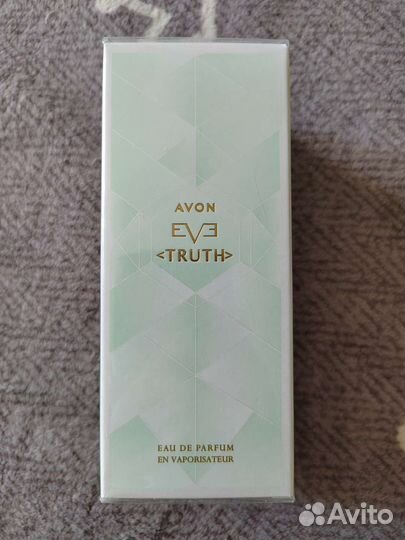 AVON
EVE
<TRUTH>
EAU DE PARFUM
EN VAPORISATEUR
Avito